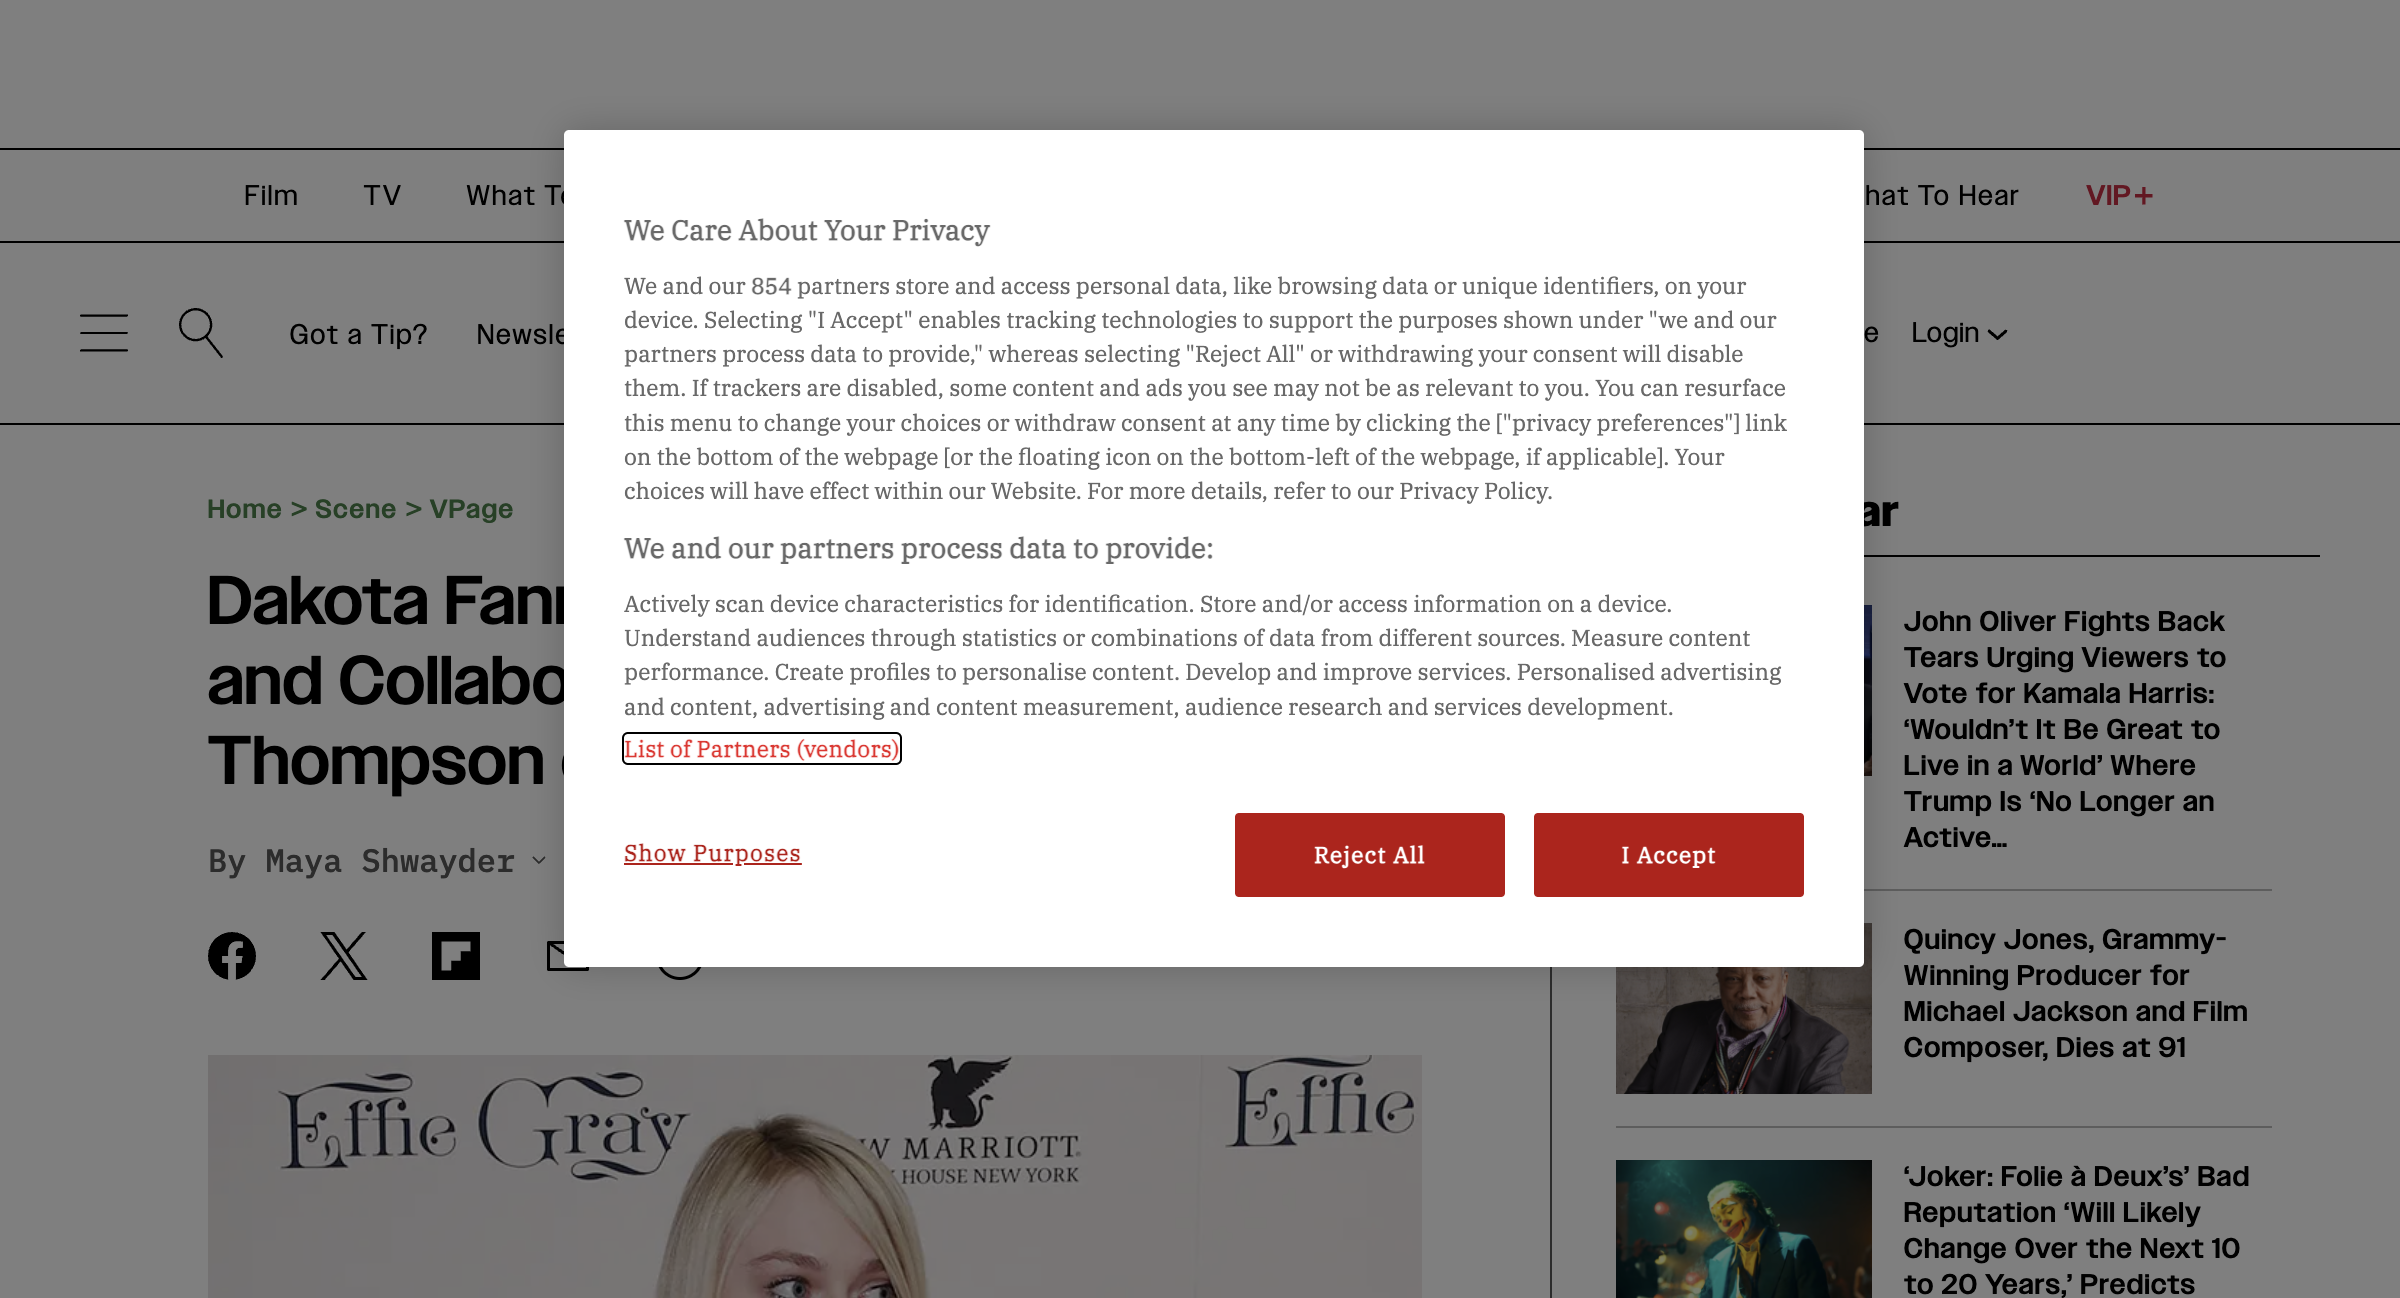 Film
TV
What To
hat To Hear
VIP+
Got a Tip?
Newsle
e
Login
Home > Scene > VPage
Dakota Fann
and Collabo
Thompson
By Maya Shwayder
We Care About Your Privacy
We and our 854 partners store and access personal data, like browsing data or unique identifiers, on your
device. Selecting "I Accept" enables tracking technologies to support the purposes shown under "we and our
partners process data to provide," whereas selecting "Reject All" or withdrawing your consent will disable
them. If trackers are disabled, some content and ads you see may not be as relevant to you. You can resurface
this menu to change your choices or withdraw consent at any time by clicking the ["privacy preferences"] link
on the bottom of the webpage [or the floating icon on the bottom-left of the webpage, if applicable]. Your
choices will have effect within our Website. For more details, refer to our Privacy Policy.
We and our partners process data to provide:
Actively scan device characteristics for identification. Store and/or access information on a device.
Understand audiences through statistics or combinations of data from different sources. Measure content
performance. Create profiles to personalise content. Develop and improve services. Personalised advertising
and content, advertising and content measurement, audience research and services development.
List of Partners (vendors)
Show Purposes
Reject All
I Accept
ar
John Oliver Fights Back
Tears Urging Viewers to
Vote for Kamala Harris:
‘Wouldn’t It Be Great to
Live in a World’ Where
Trump Is ‘No Longer an
Active...
Quincy Jones, Grammy-
Winning Producer for
Michael Jackson and Film
Composer, Dies at 91
‘Joker: Folie à Deux’s’ Bad
Reputation ‘Will Likely
Change Over the Next 10
to 20 Years,’ Predicts
Effie Gray
W MARRIOTT
HOUSE NEW YORK
Effie